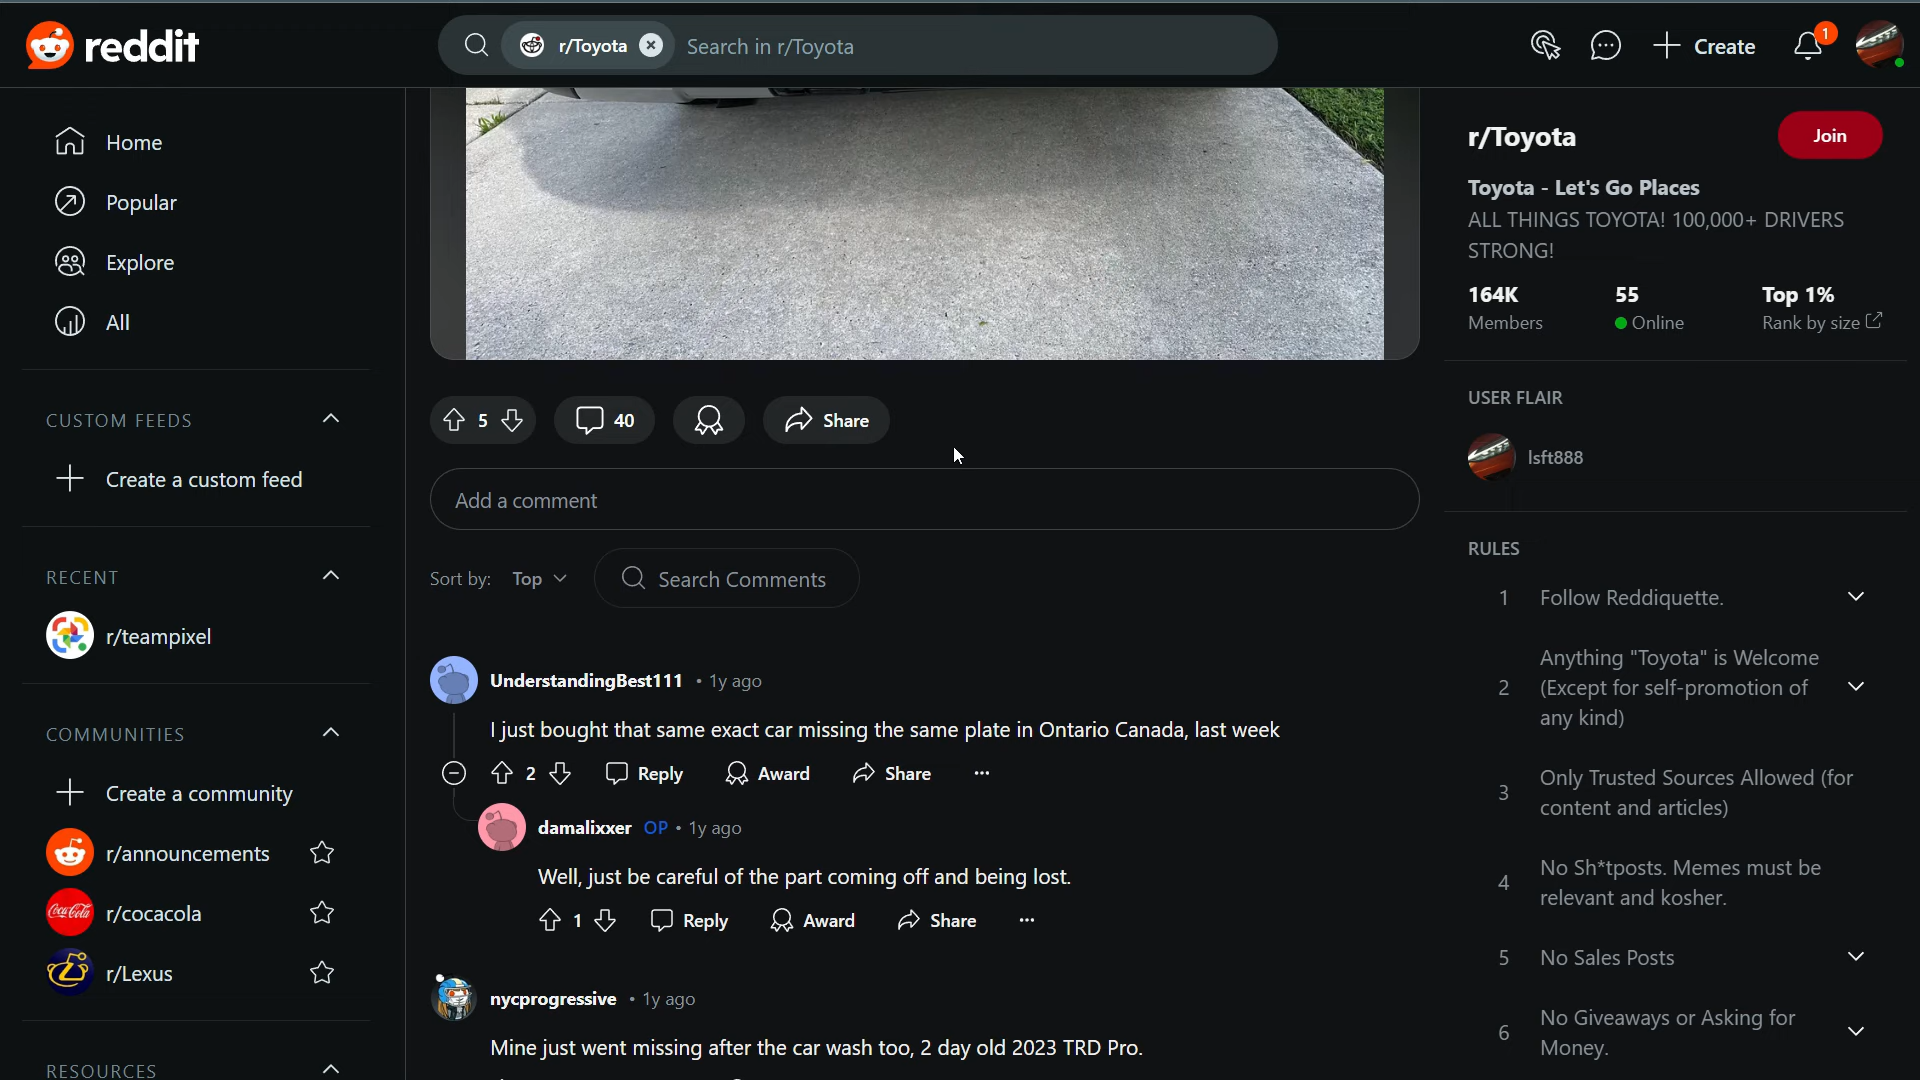 reddit
r/Toyota
Search in r/Toyota
Create
1
Home
Popular
Explore
All
CUSTOM FEEDS
Create a custom feed
RECENT
r/teampixel
COMMUNITIES
Create a community
r/announcements
Coca-Cola
r/cocacola
r/Lexus
RESOURCES
5
40
Share
Add a comment
Sort by:
Top
Search Comments
UnderstandingBest111 • 1y ago
I just bought that same exact car missing the same plate in Ontario Canada, last week
2
Reply
Award
Share
damalixxer OP • 1y ago
Well, just be careful of the part coming off and being lost.
1
Reply
Award
Share
nycprogressive • 1y ago
Mine just went missing after the car wash too, 2 day old 2023 TRD Pro.
r/Toyota
Join
Toyota - Let's Go Places
ALL THINGS TOYOTA! 100,000+ DRIVERS
STRONG!
164K
Members
55
Online
Top 1%
Rank by size
USER FLAIR
RULES
1
Follow Reddiquette.
2
Anything "Toyota" is Welcome
(Except for self-promotion of
any kind)
3
Only Trusted Sources Allowed (for
content and articles)
4
No Sh*tposts. Memes must be
relevant and kosher.
5
No Sales Posts
6
No Giveaways or Asking for
Money.